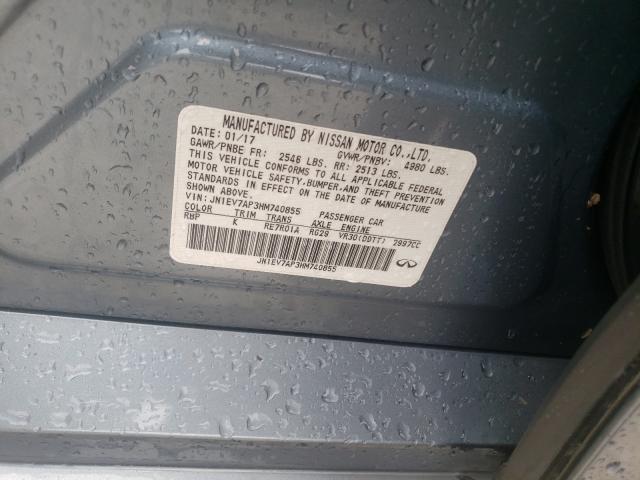 MANUFACTURED BY NISSAN MOTOR CO.,LTD.
DATE: 01/17 GVWR/PNBV: 4980 LBS.
GAWR/PNBE FR: 2546 LBS. RR: 2513 LBS.
THIS VEHICLE CONFORMS TO ALL APPLICABLE FEDERAL
MOTOR VEHICLE SAFETY, BUMPER, AND THEFT PREVENTION
STANDARDS IN EFFECT ON THE DATE OF MANUFACTURE
SHOWN ABOVE.
VIN: JN1EV7AP3HM740855 PASSENGER CAR
COLOR TRIM TRANS AXLE ENGINE
RBP K RE7R01A RG29 VR30(DDTT) 2997CC
JN1EV7AP3HM740855